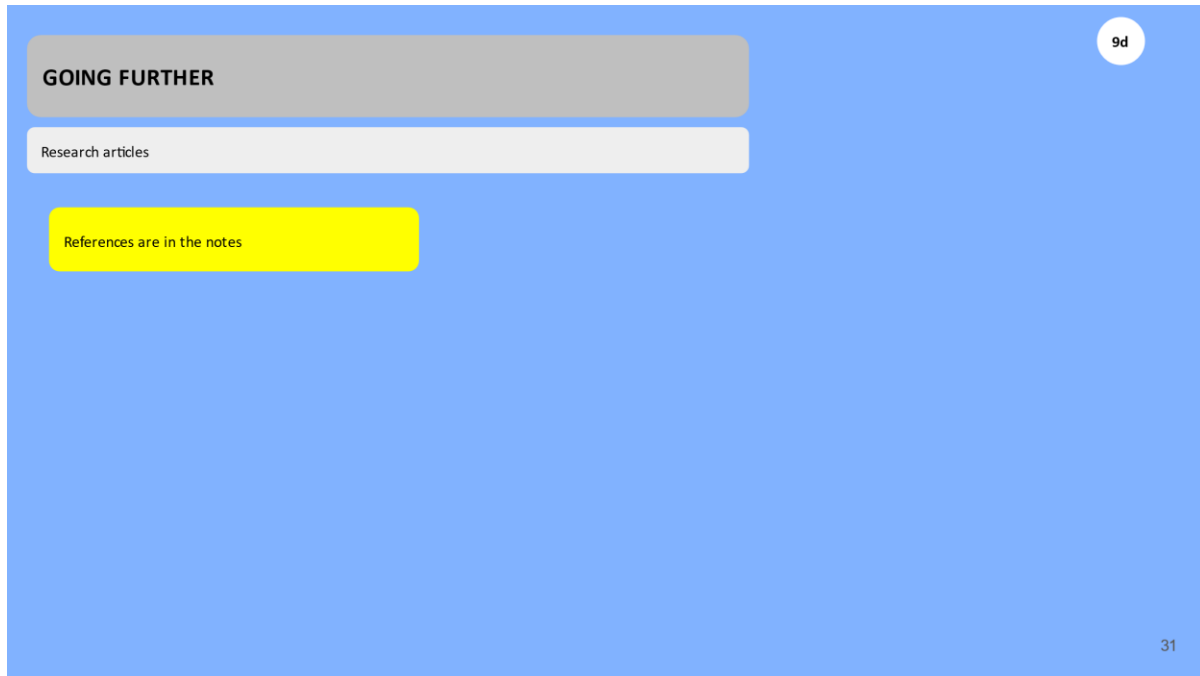 9d
GOING FURTHER
Research articles
References are in the notes
31